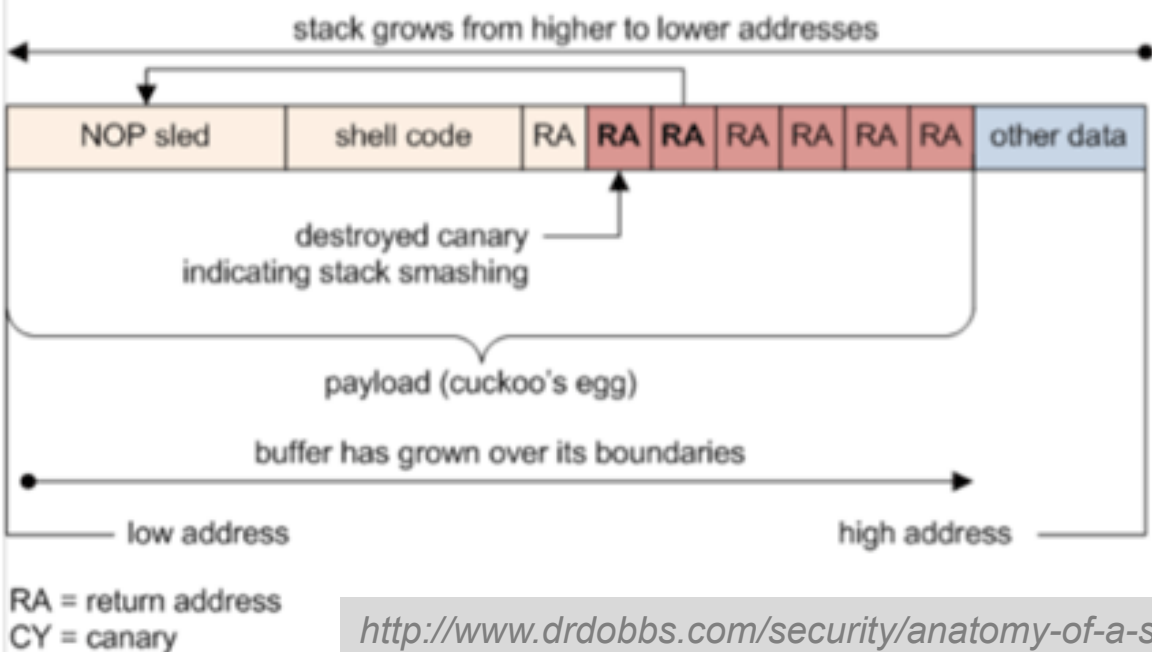 stack grows from higher to lower addresses
NOP sled shell code RA RA RA RA RA RA RA other data
destroyed canary
indicating stack smashing
payload (cuckoo's egg)
buffer has grown over its boundaries
low address high address
RA = return address
CY = canary
http://www.drdobbs.com/security/anatomy-of-a-s